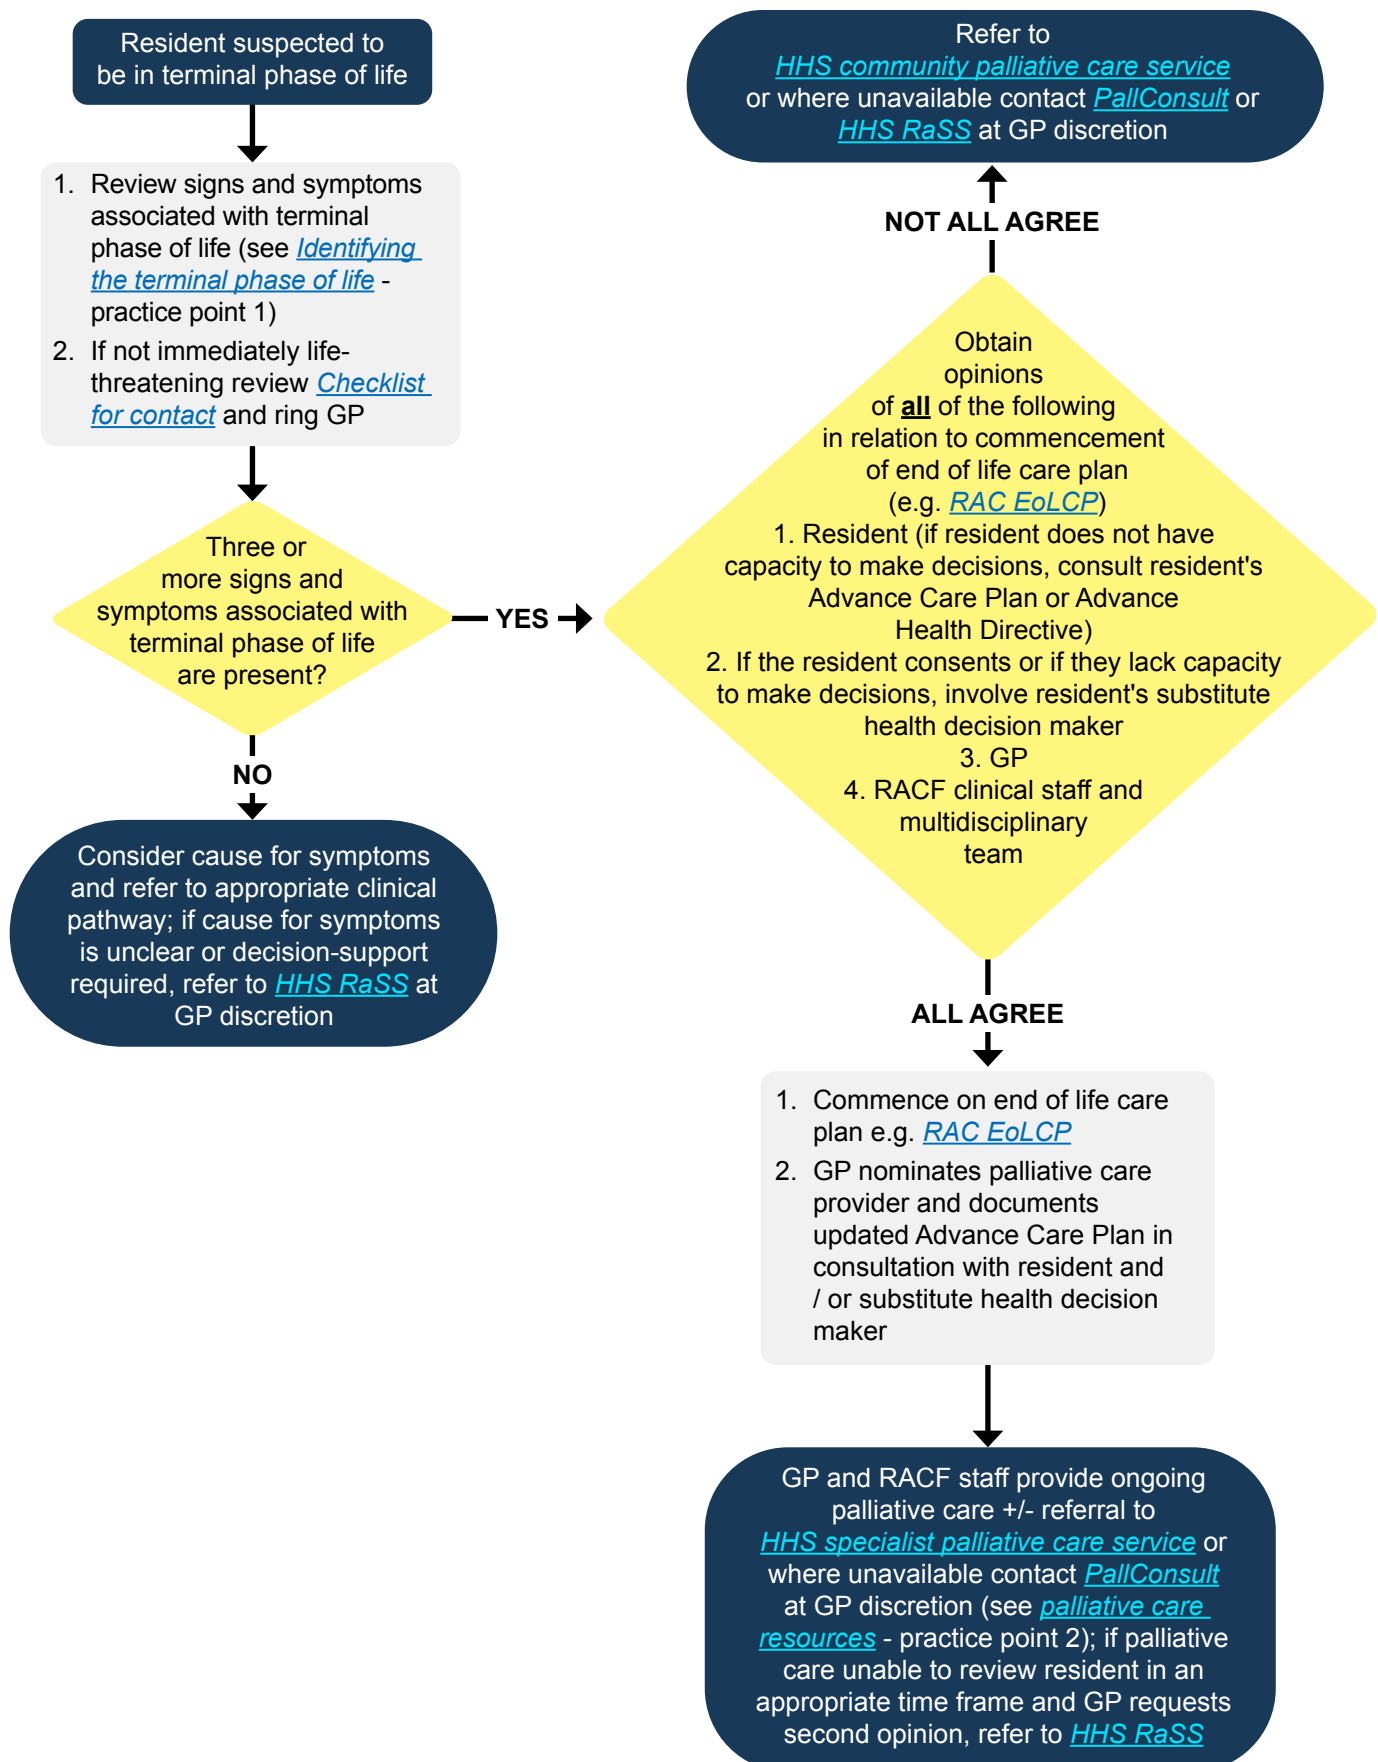 Resident suspected to
be in terminal phase of life
1. Review signs and symptoms
associated with terminal
phase of life (see Identifying
the terminal phase of life -
practice point 1)
2. If not immediately life-
threatening review Checklist
for contact and ring GP
Three or
more signs and
symptoms associated with
terminal phase of life
are present?
YES
NO
Consider cause for symptoms
and refer to appropriate clinical
pathway; if cause for symptoms
is unclear or decision-support
required, refer to HHS RaSS at
GP discretion
Refer to
HHS community palliative care service
or where unavailable contact PallConsult or
HHS RaSS at GP discretion
NOT ALL AGREE
Obtain
opinions
of all of the following
in relation to commencement
of end of life care plan
(e.g. RAC EoLCP)
1. Resident (if resident does not have
capacity to make decisions, consult resident's
Advance Care Plan or Advance
Health Directive)
2. If the resident consents or if they lack capacity
to make decisions, involve resident's substitute
health decision maker
3. GP
4. RACF clinical staff and
multidisciplinary
team
ALL AGREE
1. Commence on end of life care
plan e.g. RAC EoLCP
2. GP nominates palliative care
provider and documents
updated Advance Care Plan in
consultation with resident and
/ or substitute health decision
maker
GP and RACF staff provide ongoing
palliative care +/- referral to
HHS specialist palliative care service or
where unavailable contact PallConsult
at GP discretion (see palliative care
resources - practice point 2); if palliative
care unable to review resident in an
appropriate time frame and GP requests
second opinion, refer to HHS RaSS